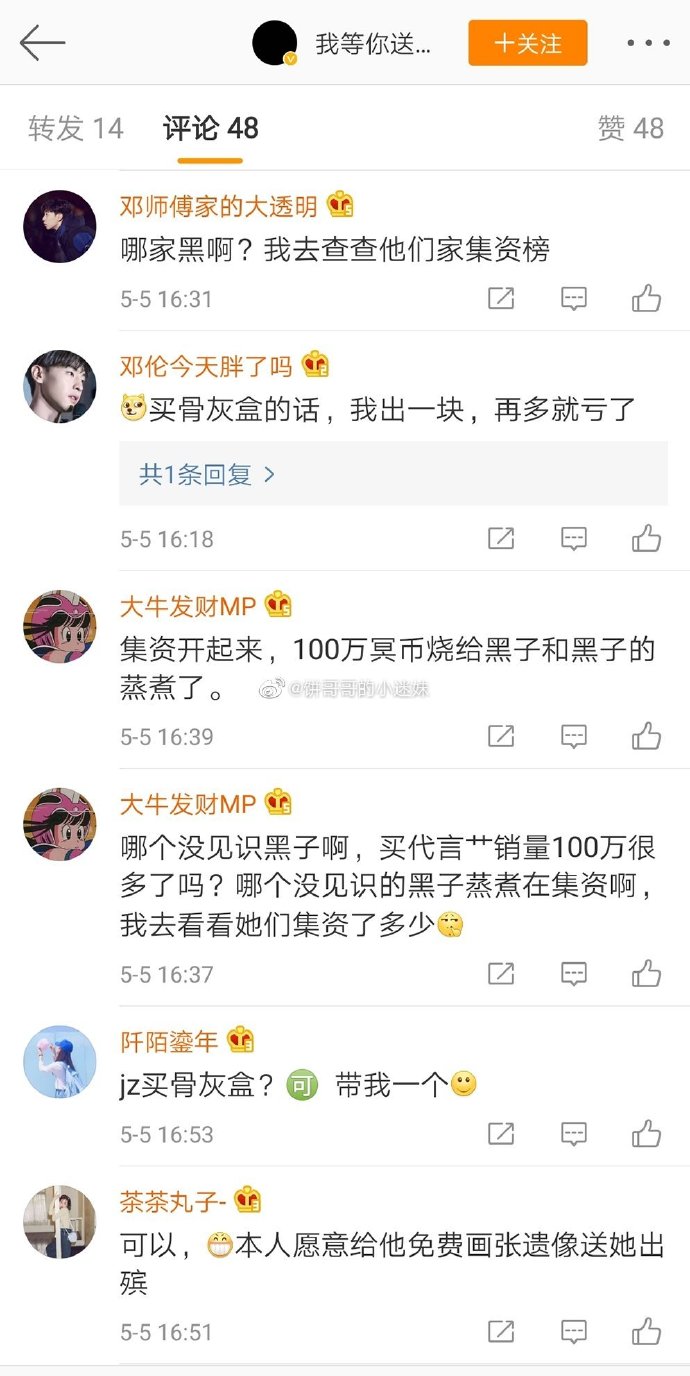 我等你送...
十关注
转发 14
评论 48
赞 48
邓师傅家的大透明
哪家黑啊？我去查查他们家集资榜
5-5 16:31
邓伦今天胖了吗
买骨灰盒的话，我出一块，再多就亏了
共1条回复 >
5-5 16:18
大牛发财MP
集资开起来，100万冥币烧给黑子和黑子的
蒸煮了。
@饼哥哥的小迷妹
5-5 16:39
大牛发财MP
哪个没见识黑子啊，买代言艹销量100万很
多了吗？哪个没见识的黑子蒸煮在集资啊，
我去看看她们集资了多少
5-5 16:37
阡陌鎏年
jz买骨灰盒？可 带我一个
5-5 16:53
茶茶丸子-
可以，本人愿意给他免费画张遗像送她出
殡
5-5 16:51